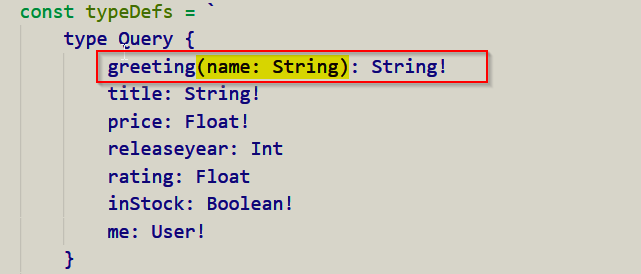 const typeDefs = `
type Query {
greeting(name: String): String!
title: String!
price: Float!
releaseyear: Int
rating: Float
inStock: Boolean!
me: User!
}